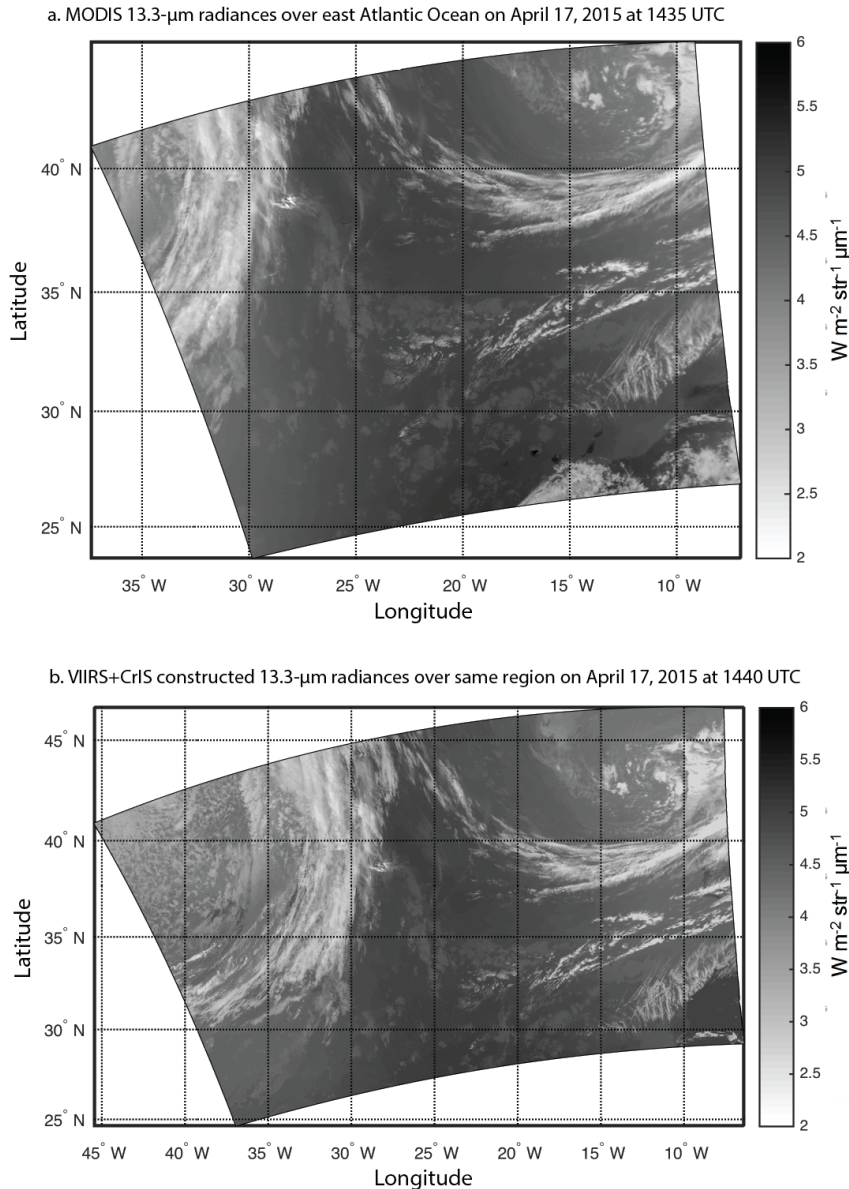 a. MODIS 13.3-µm radiances over east Atlantic Ocean on April 17, 2015 at 1435 UTC
6
5.5
5
4.5
4
3.5
3
2.5
2
W m-2 str-1 µm-1
40° N
35° N
30° N
25° N
Latitude
35° W 30° W 25° W 20° W 15° W 10° W
Longitude
b. VIIRS+CrIS constructed 13.3-µm radiances over same region on April 17, 2015 at 1440 UTC
6
5.5
5
4.5
4
3.5
3
2.5
2
W m-2 str-1 µm-1
45° N
40° N
35° N
30° N
25° N
Latitude
45° W 40° W 35° W 30° W 25° W 20° W 15° W 10° W
Longitude